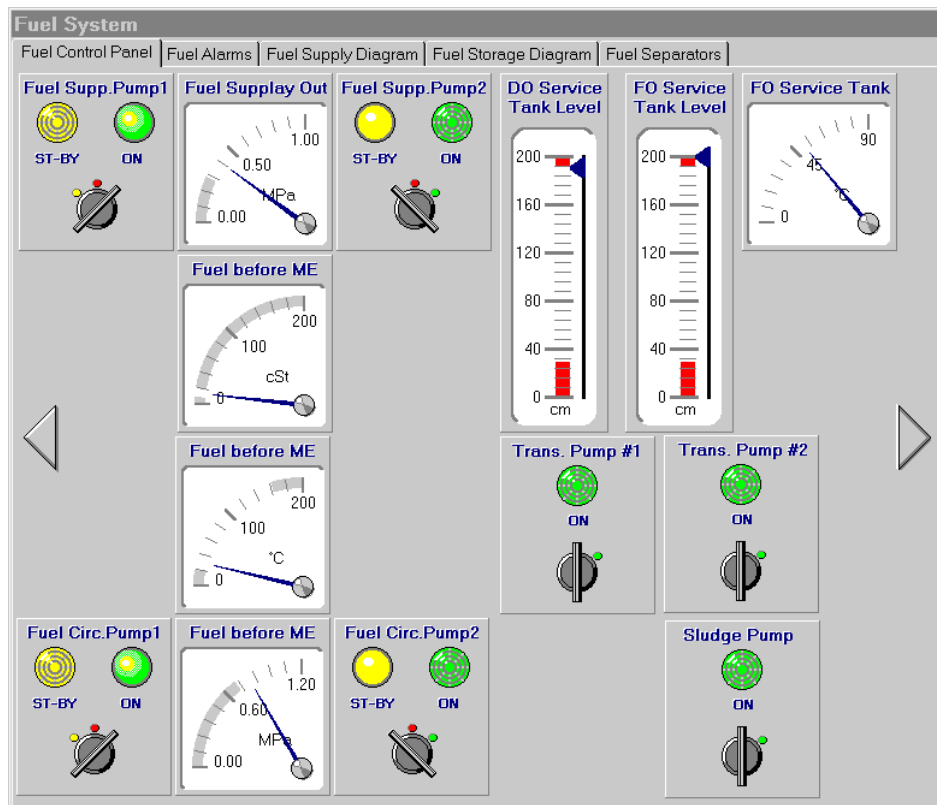 Fuel System
Fuel Control Panel Fuel Alarms Fuel Supply Diagram Fuel Storage Diagram Fuel Separators
Fuel Supp.Pump1
ST-BY ON
Fuel Supplay Out
1.00
0.50
MPa
0.00
Fuel Supp.Pump2
ST-BY ON
DO Service
Tank Level
200
160
120
80
40
0
cm
FO Service
Tank Level
200
160
120
80
40
0
cm
FO Service Tank
90
45
°C
0
Fuel before ME
200
100
cSt
0
Fuel before ME
200
100
°C
0
Trans. Pump #1
ON
Trans. Pump #2
ON
Fuel Circ.Pump1
ST-BY ON
Fuel before ME
1.20
0.60
MPa
0.00
Fuel Circ.Pump2
ST-BY ON
Sludge Pump
ON